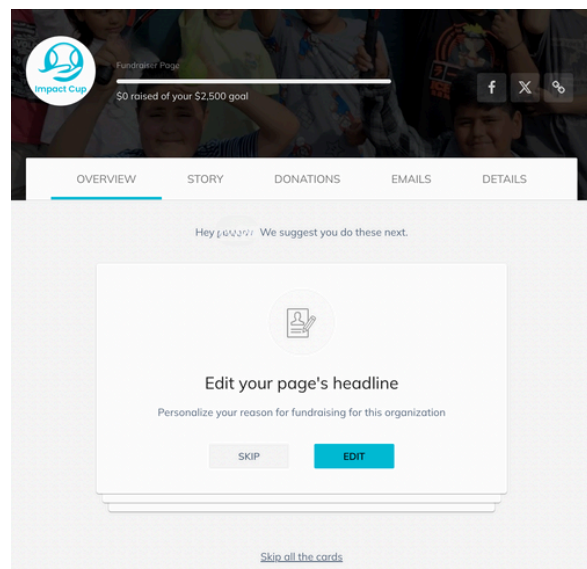 Impact Cup
Fundraiser Page
$0 raised of your $2,500 goal
f X
OVERVIEW STORY DONATIONS EMAILS DETAILS
Hey We suggest you do these next.
Edit your page's headline
Personalize your reason for fundraising for this organization
SKIP EDIT
Skip all the cards